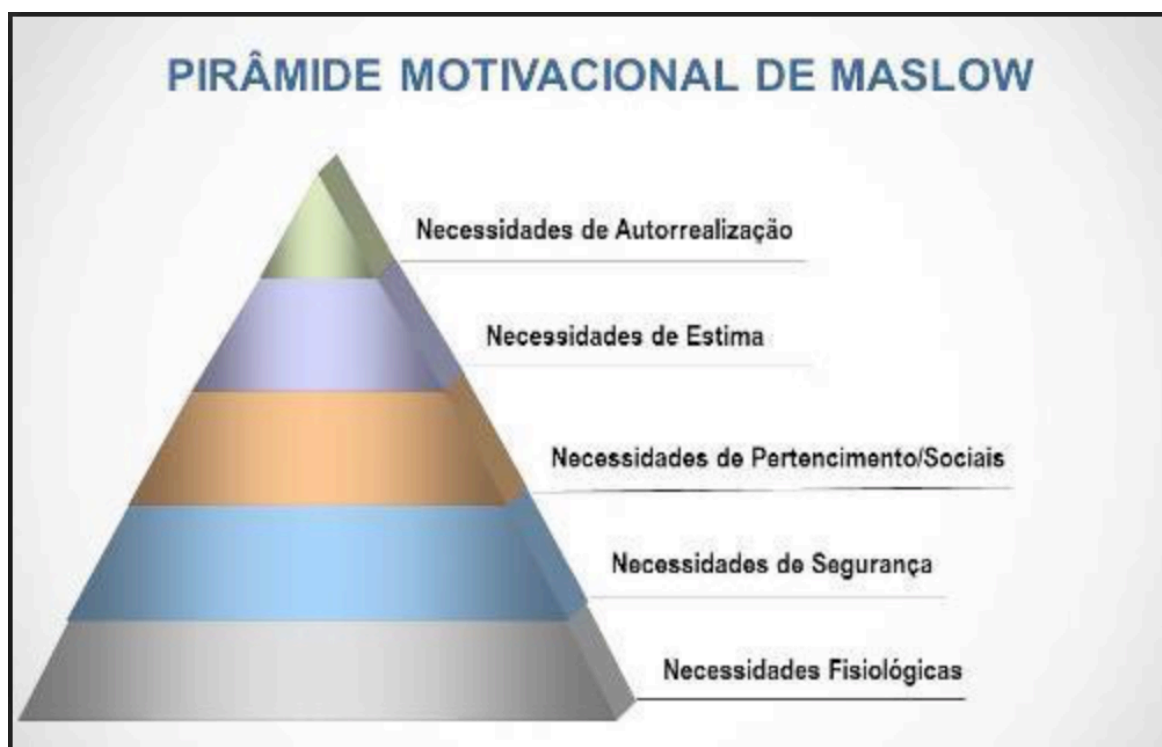 PIRÂMIDE MOTIVACIONAL DE MASLOW
Necessidades de Autorrealização
Necessidades de Estima
Necessidades de Pertencimento/Sociais
Necessidades de Segurança
Necessidades Fisiológicas